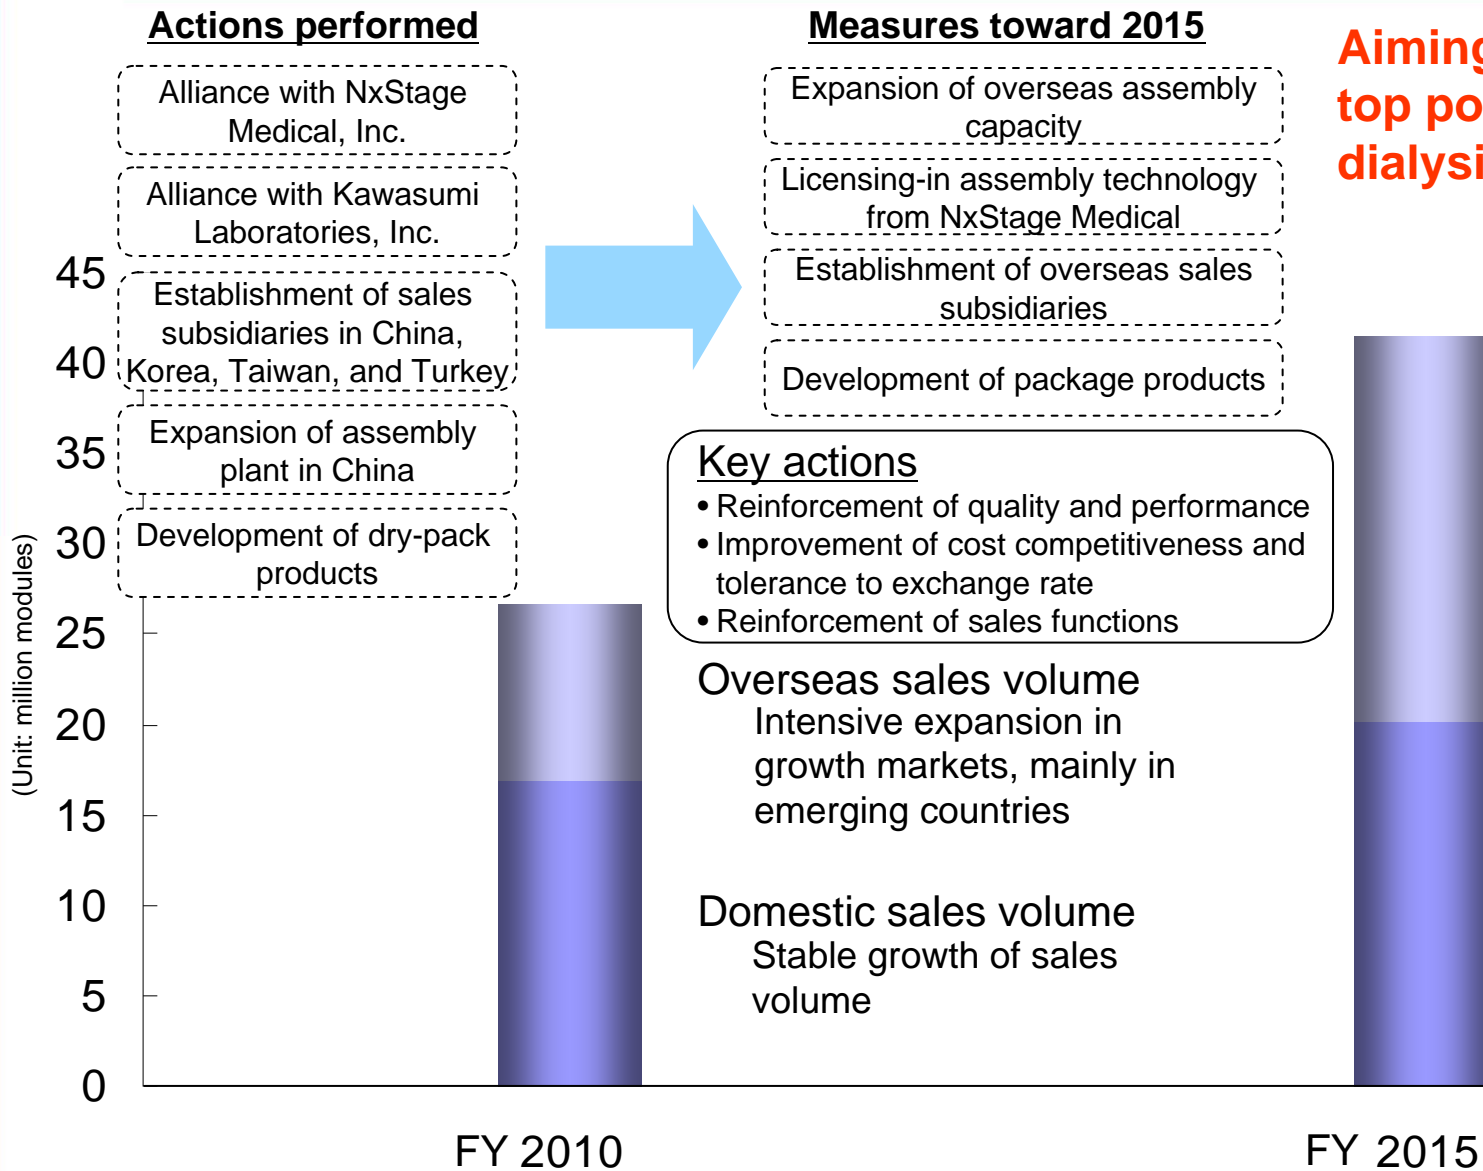 Actions performed
Alliance with NxStage
Medical, Inc.
Alliance with Kawasumi
Laboratories, Inc.
Establishment of sales
subsidiaries in China,
Korea, Taiwan, and Turkey
Expansion of assembly
plant in China
Development of dry-pack
products
Measures toward 2015
Expansion of overseas assembly
capacity
Licensing-in assembly technology
from NxStage Medical
Establishment of overseas sales
subsidiaries
Development of package products
Aiming
top po
dialysi
Key actions
• Reinforcement of quality and performance
• Improvement of cost competitiveness and
tolerance to exchange rate
• Reinforcement of sales functions
Overseas sales volume
Intensive expansion in
growth markets, mainly in
emerging countries
Domestic sales volume
Stable growth of sales
volume
(Unit: million modules)
45
40
35
30
25
20
15
10
5
0
FY 2010
FY 2015